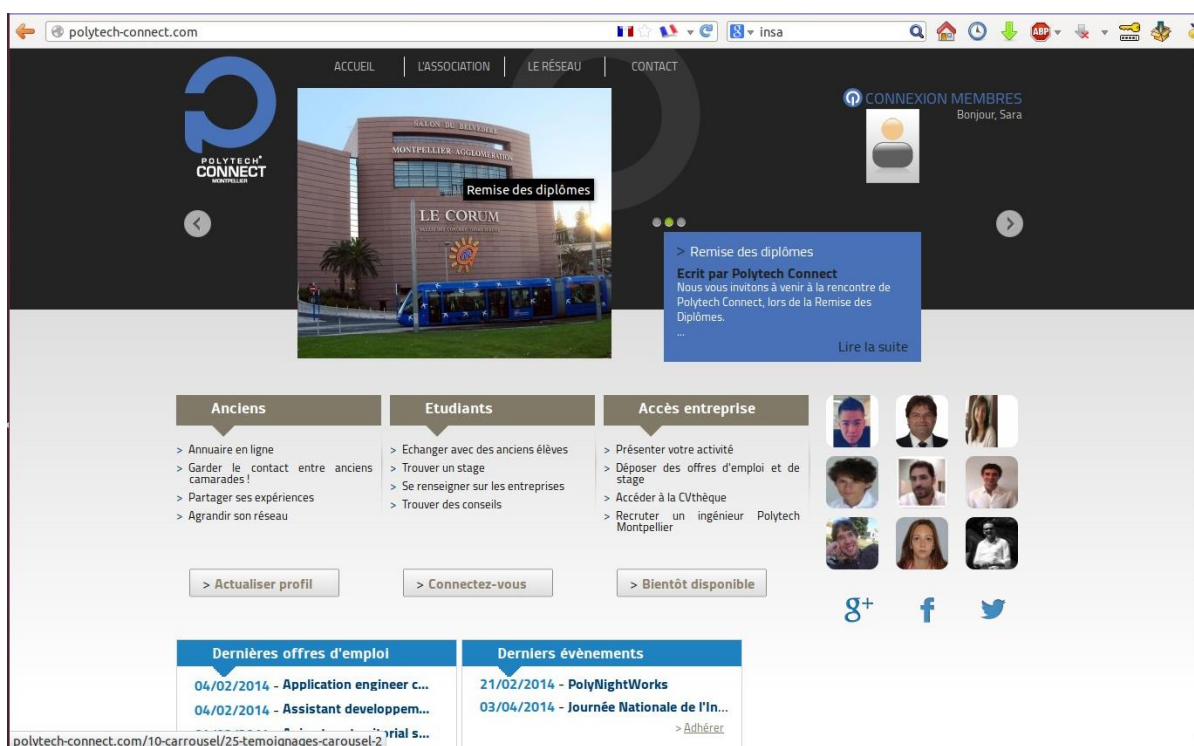 polytech-connect.com
insa
ABP
ACCUEIL
L'ASSOCIATION
LE RÉSEAU
CONTACT
POLYTECH
CONNECT
MONTPELLIER
CONNEXION MEMBRES
Bonjour, Sara
SALON DU BELVEDERE
MONTPELLIER AGGLOMERATION
Remise des diplômes
LE CORUM
> Remise des diplômes
Ecrit par Polytech Connect
Nous vous invitons à venir à la rencontre de
Polytech Connect, lors de la Remise des
Diplômes.
...
Lire la suite
Anciens
> Annuaire en ligne
> Garder le contact entre anciens
camarades !
> Partager ses expériences
> Agrandir son réseau
> Actualiser profil
Etudiants
> Echanger avec des anciens élèves
> Trouver un stage
> Se renseigner sur les entreprises
> Trouver des conseils
> Connectez-vous
Accès entreprise
> Présenter votre activité
> Déposer des offres d'emploi et de
stage
> Accéder à la CVthèque
> Recruter un ingénieur Polytech
Montpellier
> Bientôt disponible
g+ f
Dernières offres d'emploi
04/02/2014 - Application engineer c...
04/02/2014 - Assistant developpem...
Derniers évènements
21/02/2014 - PolyNightWorks
03/04/2014 - Journée Nationale de l'In...
> Adhérer
polytech-connect.com/10-carrousel/25-temoignages-carousel-2